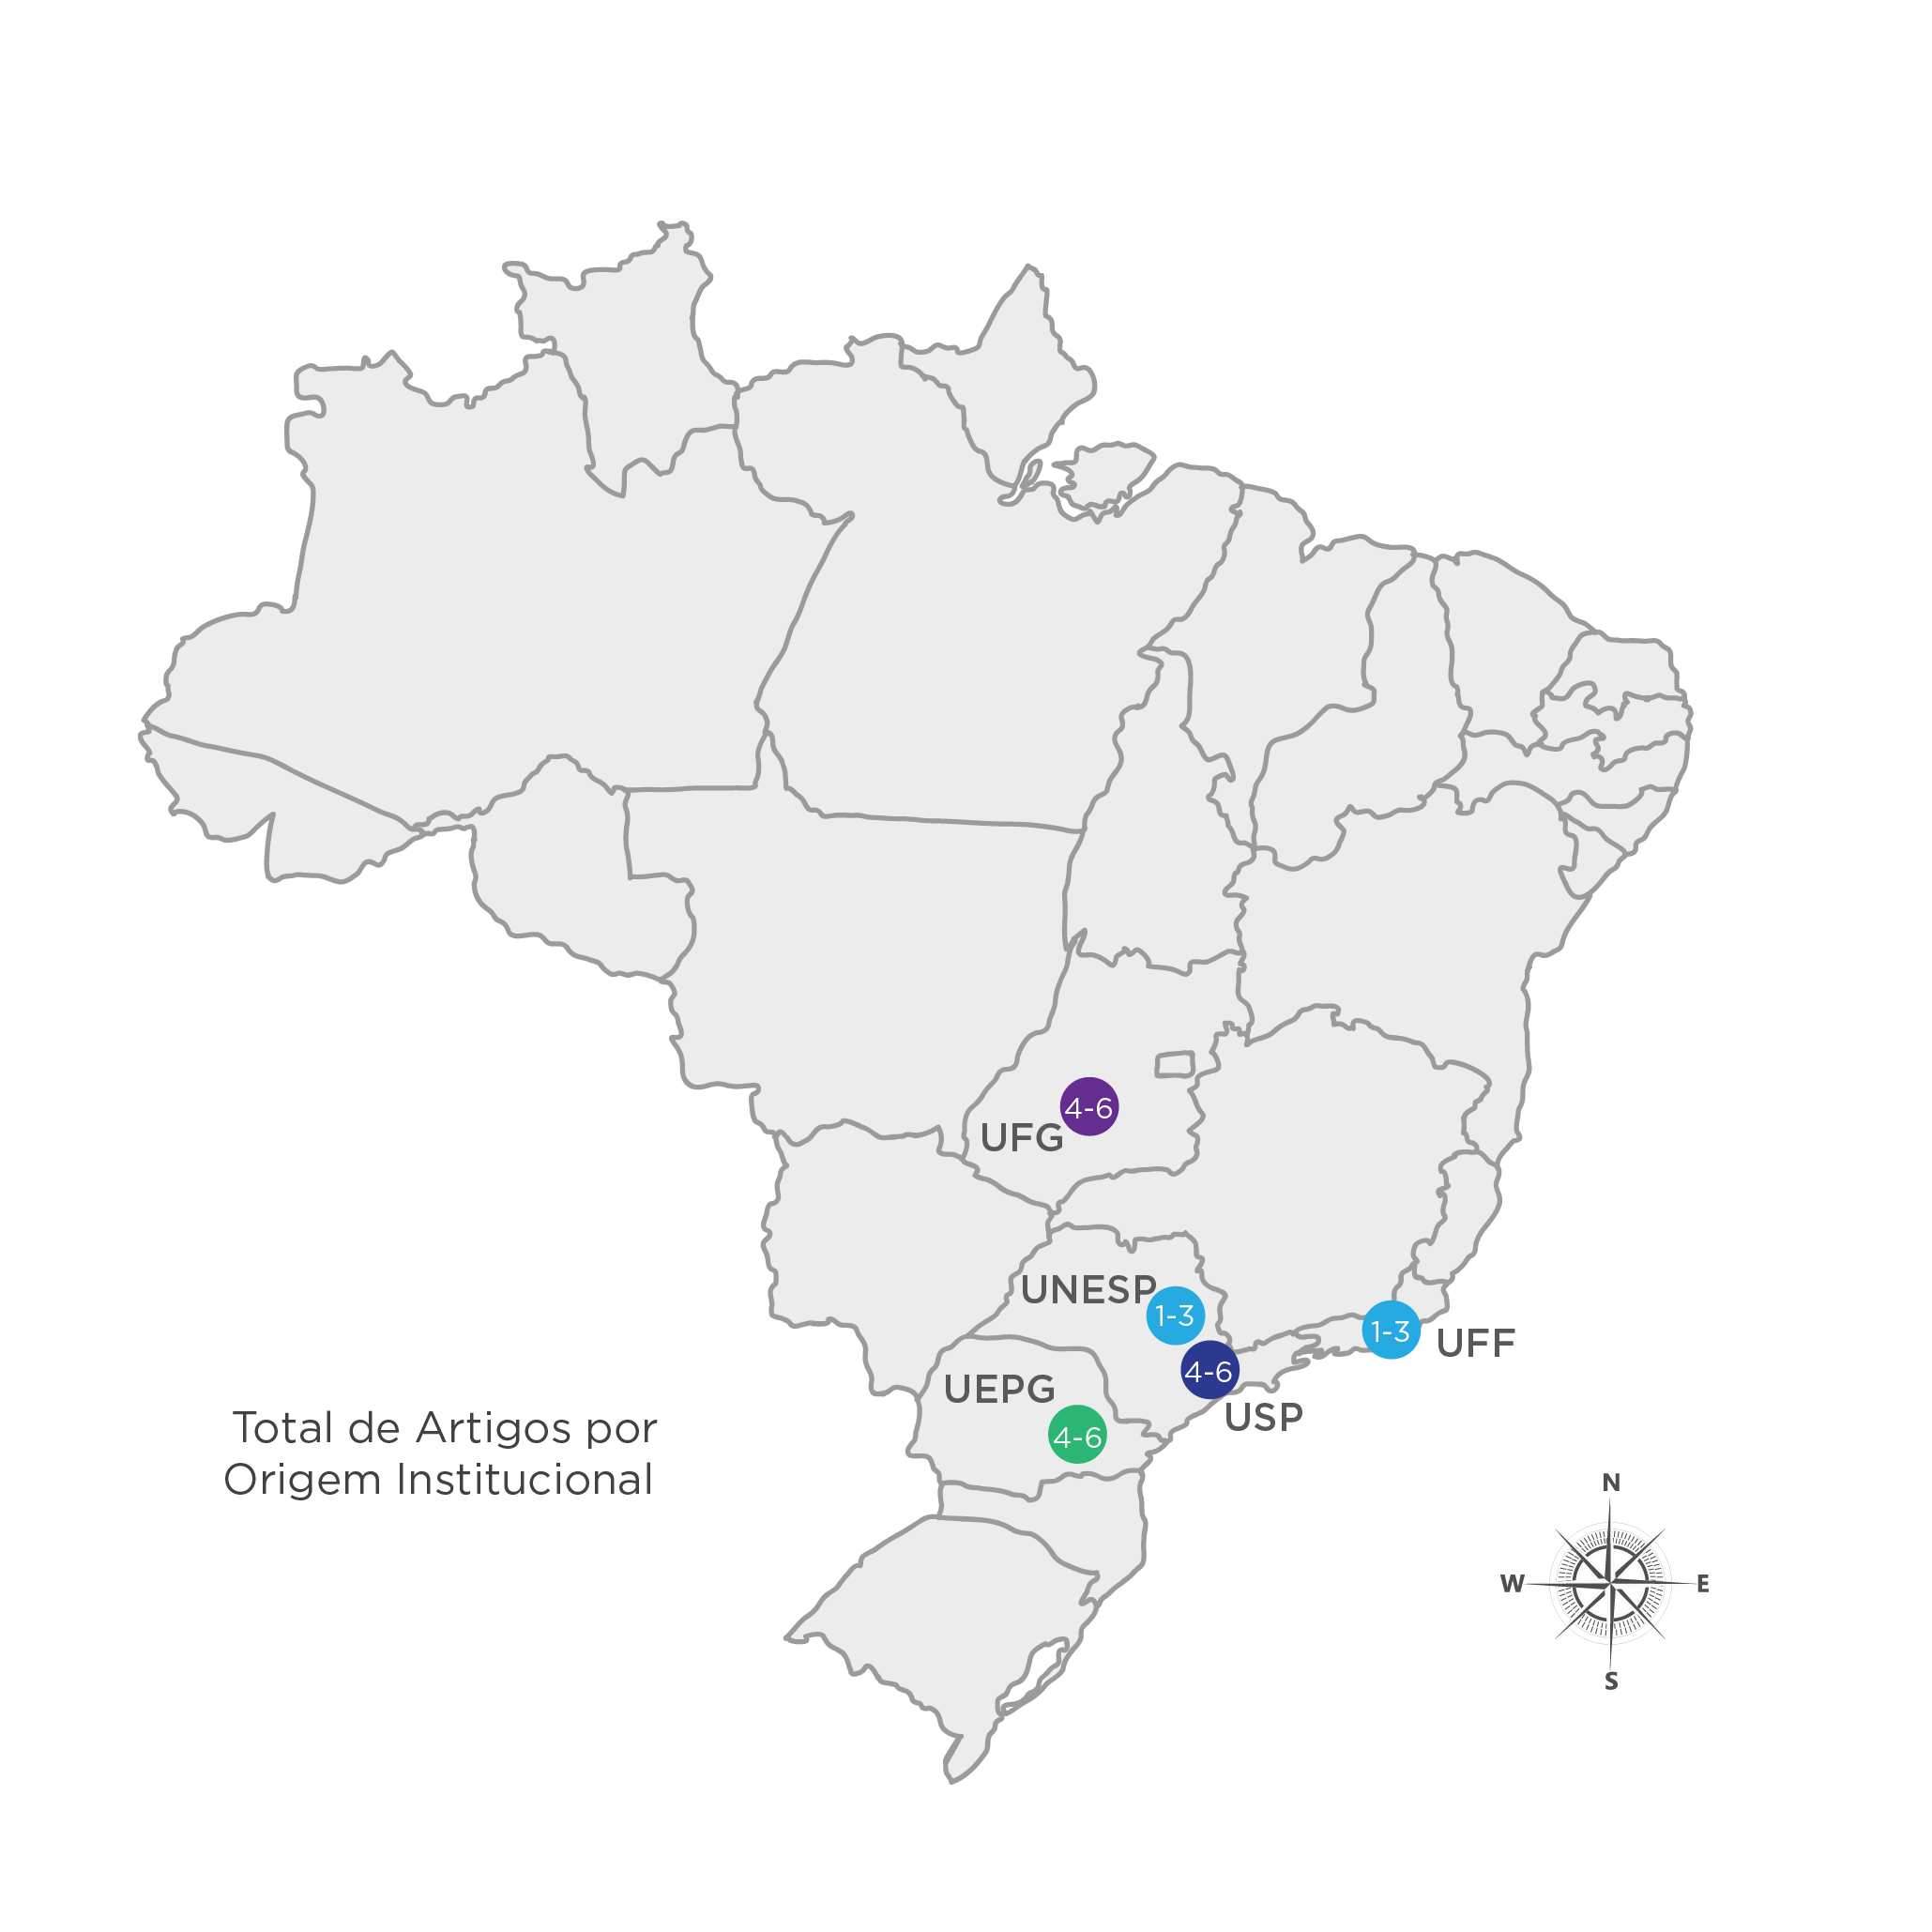 4-6
UFG
UNESP
1-3
1-3
UFF
4-6
UEPG
USP
4-6
Total de Artigos por
Origem Institucional
N
W
E
S